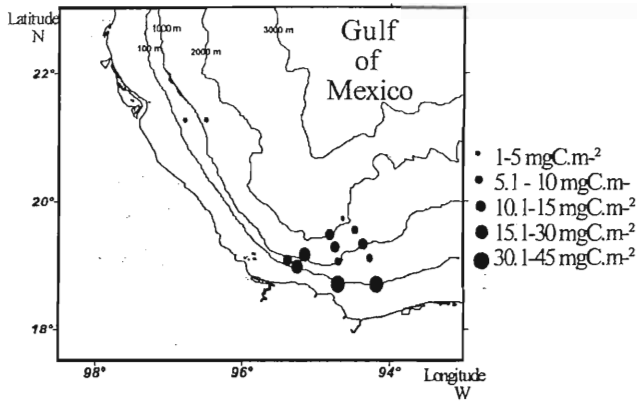 Latitude
N
1000 m
100 m
2000 m
3000 m
Gulf
of
Mexico
22°
20°
18°
98°
96°
94°
Longitude
W
1-5 mgC.m-²
5.1 - 10 mgC.m-
10.1-15 mgC.m-²
15.1-30 mgC.m-²
30.1-45 mgC.m-²